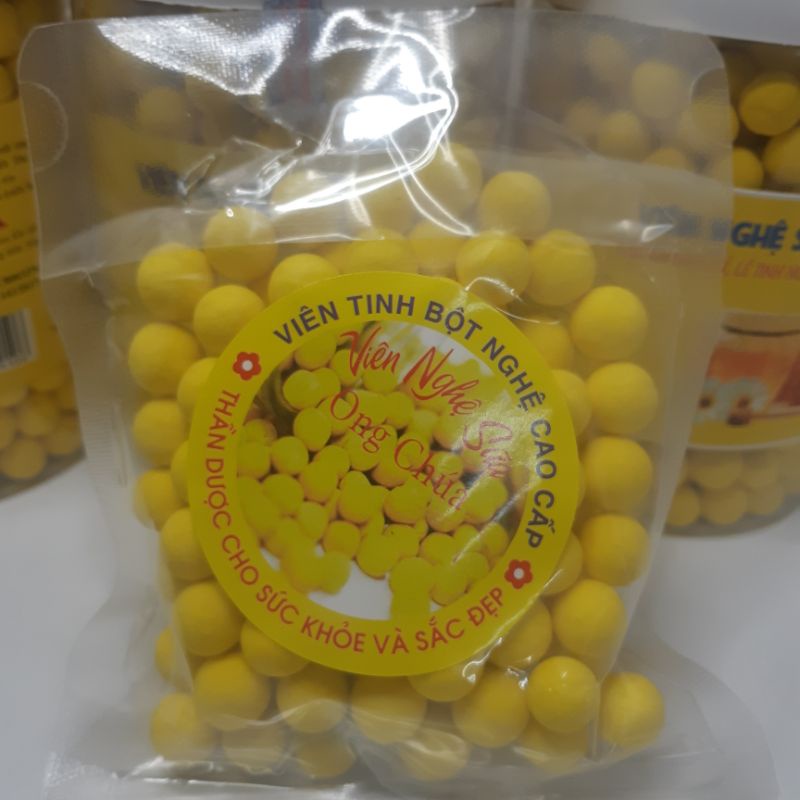 VIÊN TINH BỘT NGHỆ CAO CẤP
Viên Nghệ Sữa
Ong Chúa
THẦN DƯỢC CHO SỨC KHỎE VÀ SẮC ĐẸP
NGHỆ S